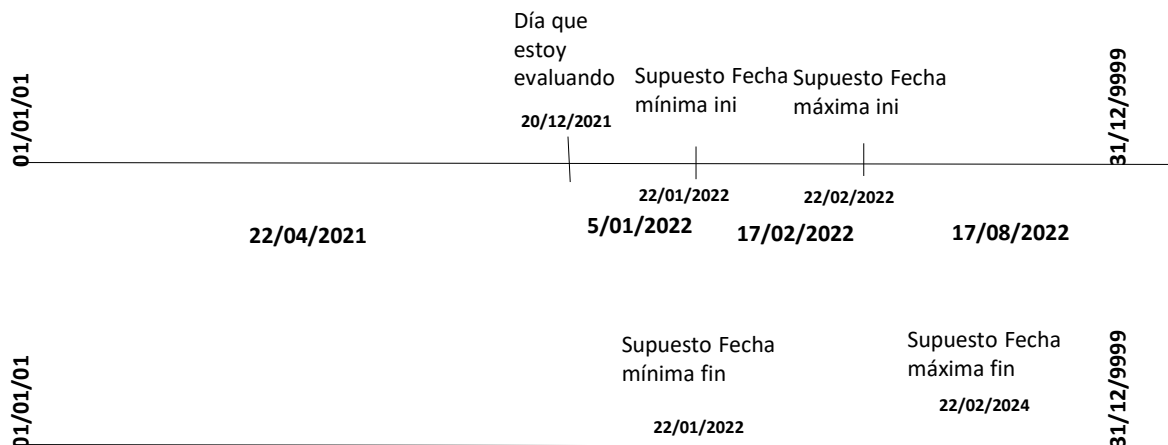 Día que
estoy
evaluando
20/12/2021
Supuesto Fecha
mínima ini
Supuesto Fecha
máxima ini
01/01/01
31/12/9999
22/01/2022
22/02/2022
22/04/2021
5/01/2022
17/02/2022
17/08/2022
01/01/01
Supuesto Fecha
mínima fin
22/01/2022
Supuesto Fecha
máxima fin
22/02/2024
31/12/9999